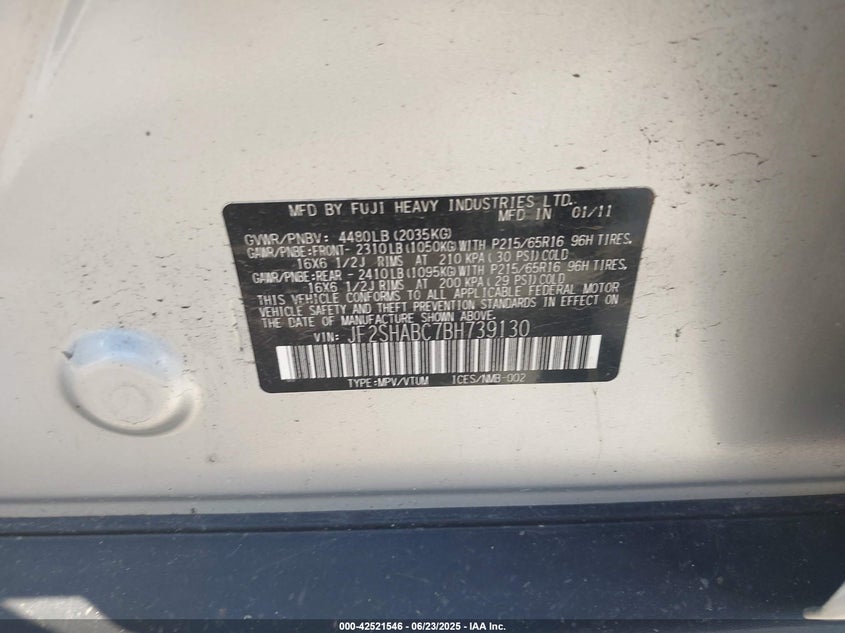 MFD BY FUJI HEAVY INDUSTRIES LTD.
MFD IN 01/11
GVWR/PNBV: 4480LB(2035KG)
GAWR/PNBE:FRONT- 2310LB(1050KG)WITH P215/65R16 96H TIRES,
16X6 1/2J RIMS AT 210 KPA(30 PSI)COLD
GAWR/PNBE:REAR - 2410LB(1095KG)WITH P215/65R16 96H TIRES,
16X6 1/2J RIMS AT 200 KPA(29 PSI)COLD
THIS VEHICLE CONFORMS TO ALL APPLICABLE FEDERAL MOTOR
VEHICLE SAFETY AND THEFT PREVENTION STANDARDS IN EFFECT ON
THE DATE OF MANUFACTURE SHOWN ABOVE.
VIN: JF2SHABC7BH739130
TYPE:MPV/VTUM ICES/NMB-002
000-42521546 - 06/23/2025 - IAA Inc.